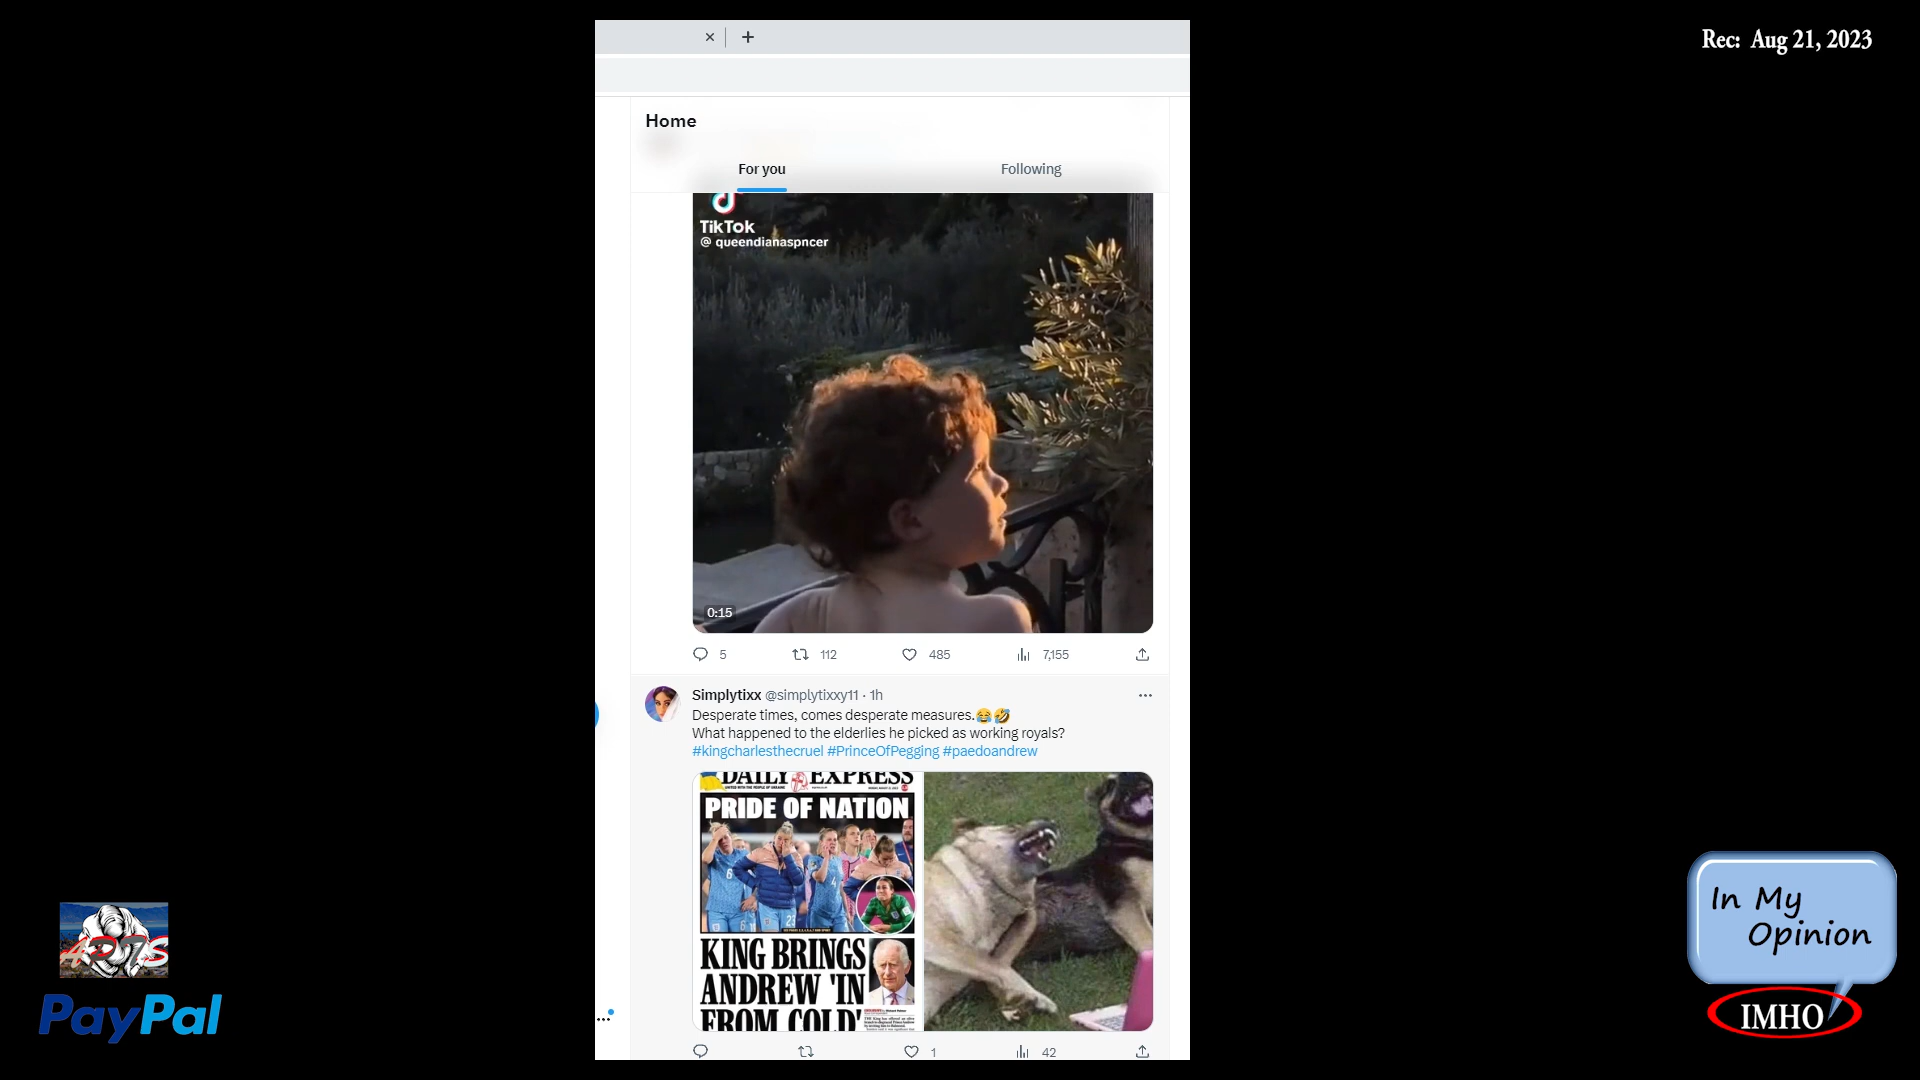 Rec: Aug 21, 2023
Home
For you
Following
TikTok
@ queendianaspncer
0:15
5
112
485
7,155
Simplytixx @simplytixxy11 · 1h
Desperate times, comes desperate measures.😂🤣
What happened to the elderlies he picked as working royals?
#kingcharlesthecruel #PrinceOfPegging #paedoandrew
DAILY EXPRESS
PRIDE OF NATION
KING BRINGS
ANDREW 'IN
FROM COLD'
1
42
PayPal
In My
Opinion
IMHO